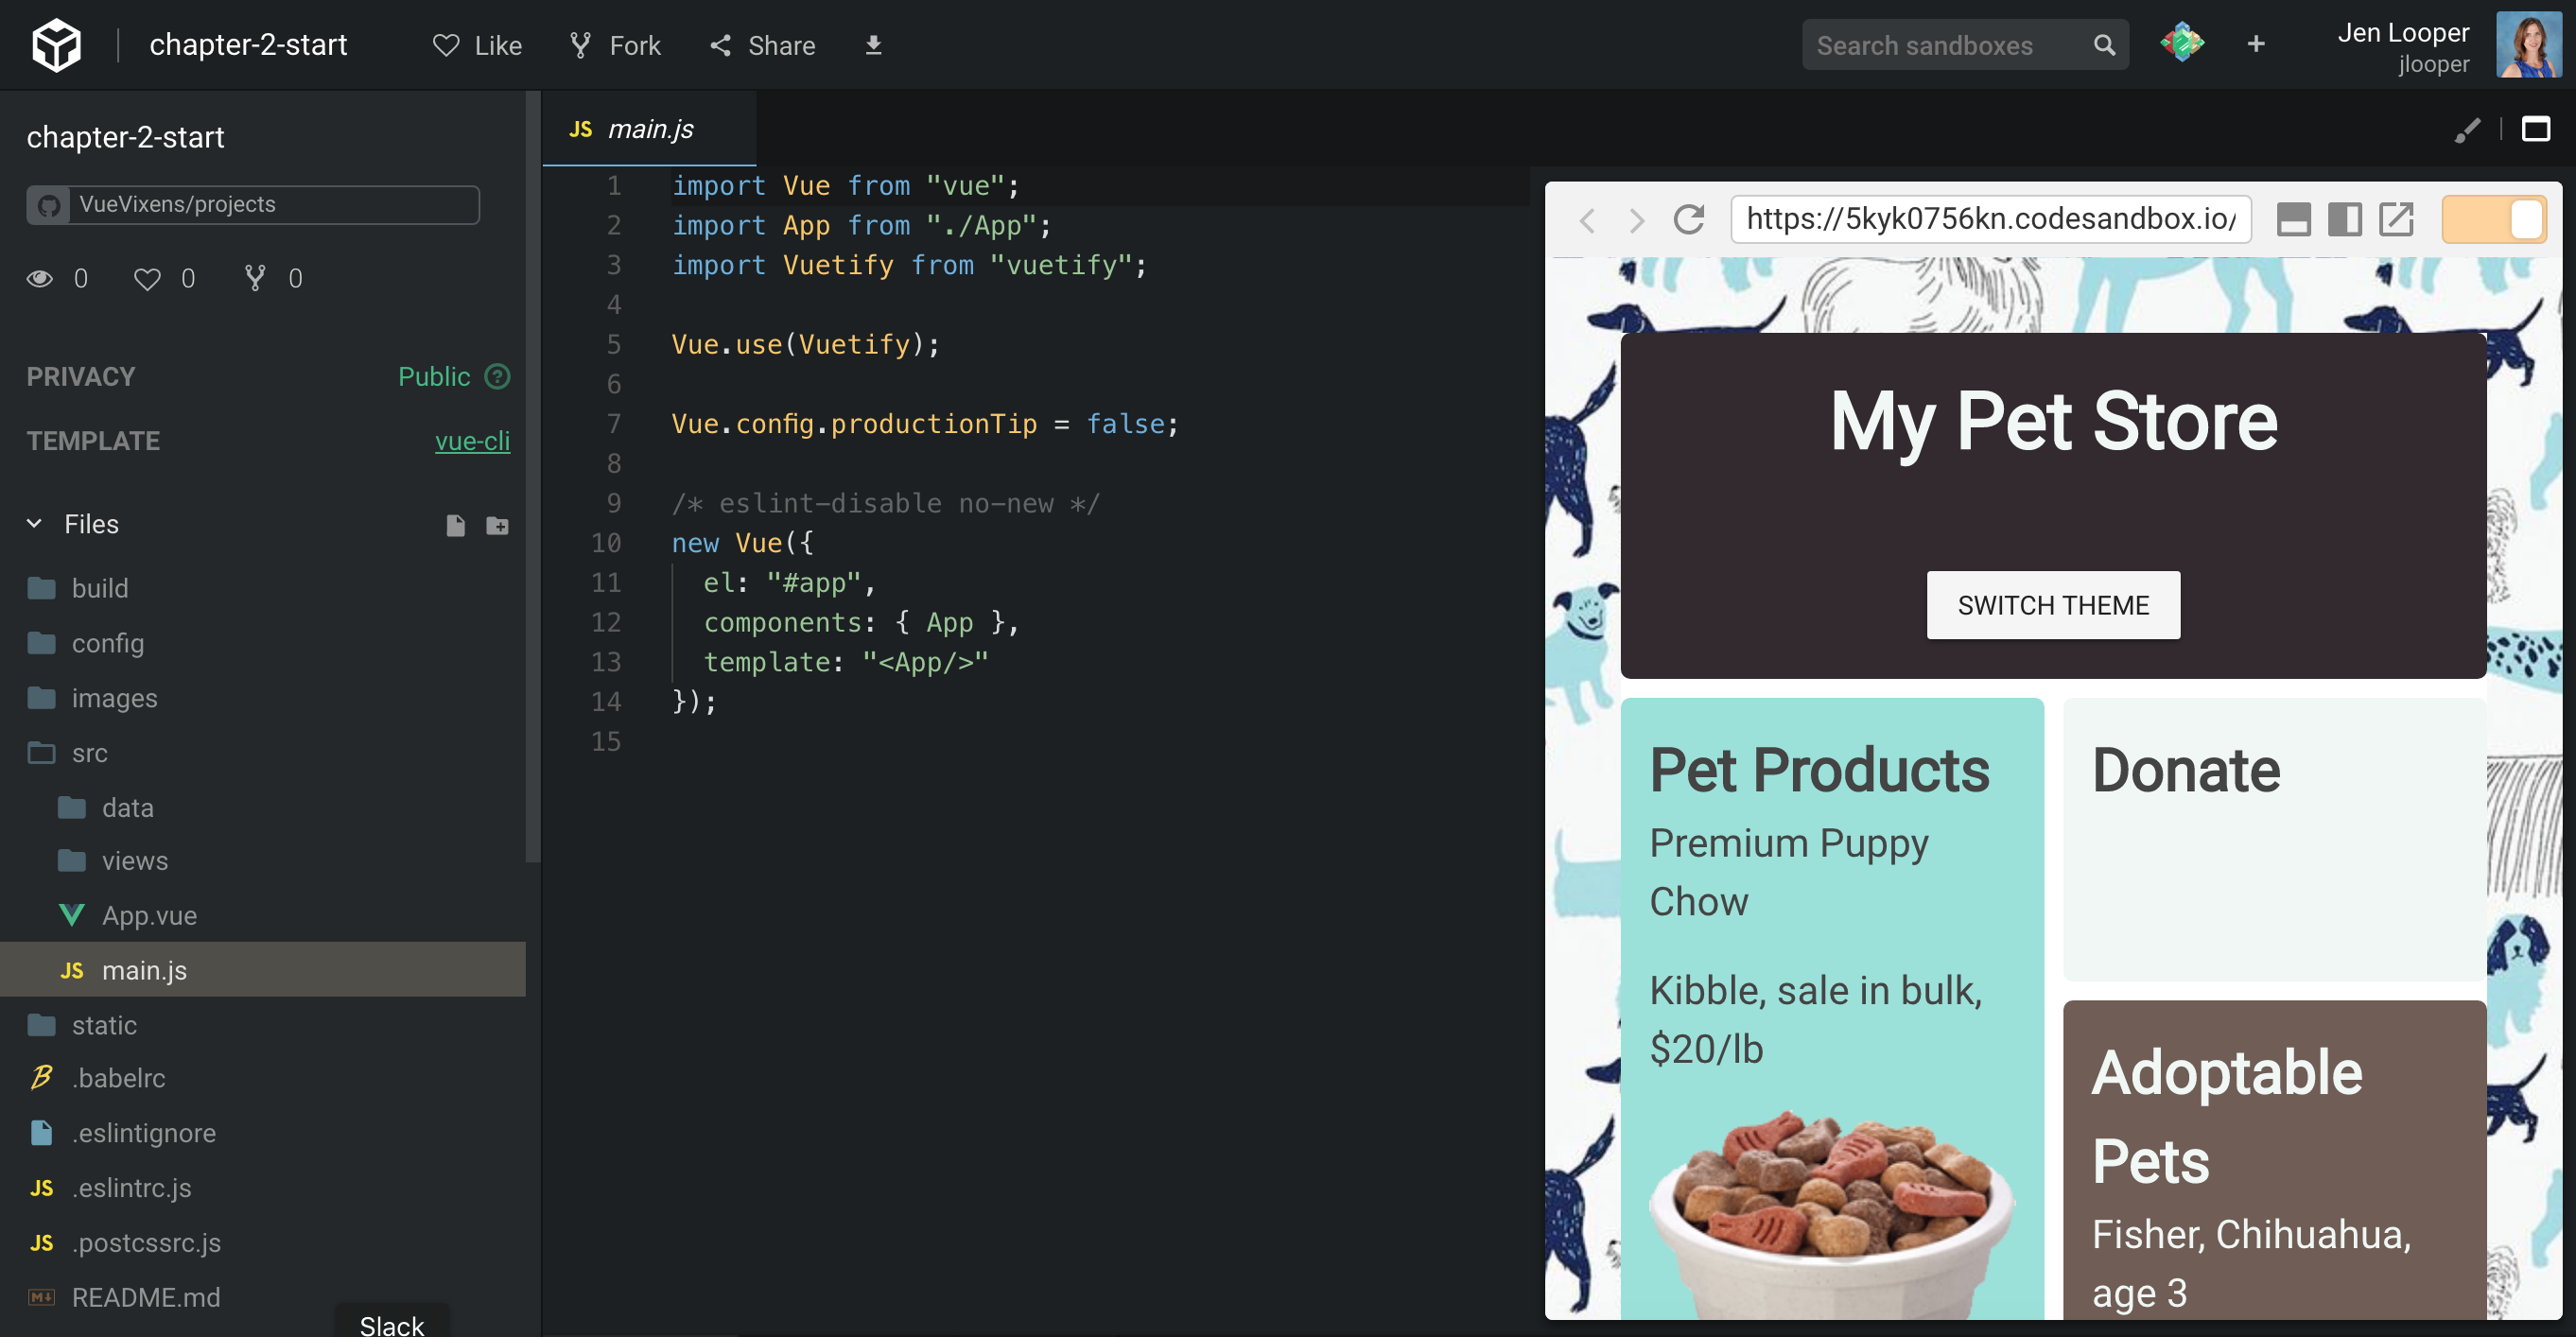 chapter-2-start
Like
Fork
Share
Search sandboxes
Jen Looper
jlooper
chapter-2-start
VueVixens/projects
0
0
0
PRIVACY
Public ?
TEMPLATE
vue-cli
Files
build
config
images
src
data
views
App.vue
JS main.js
static
.babelrc
.eslintignore
JS .eslintrc.js
JS .postcssrc.js
M README.md
Slack
JS main.js
1 import Vue from "vue";
2 import App from "./App";
3 import Vuetify from "vuetify";
4
5 Vue.use(Vuetify);
6
7 Vue.config.productionTip = false;
8
9 /* eslint-disable no-new */
10 new Vue({
11 el: "#app",
12 components: { App },
13 template: "<App/>"
14 });
15
https://5kyk0756kn.codesandbox.io/
My Pet Store
SWITCH THEME
Pet Products
Premium Puppy
Chow
Kibble, sale in bulk,
$20/lb
Donate
Adoptable
Pets
Fisher, Chihuahua,
age 3